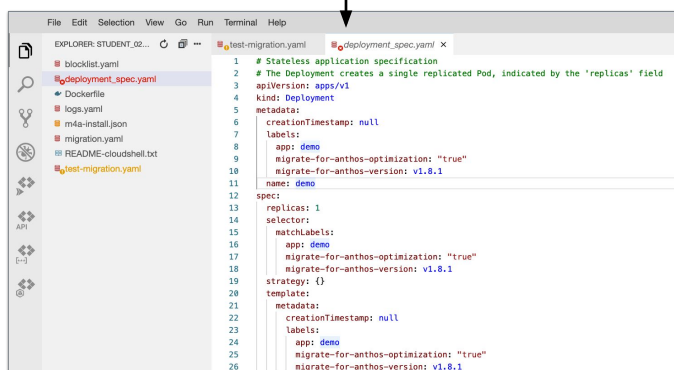 File Edit Selection View Go Run Terminal Help
EXPLORER: STUDENT_02...
blocklist.yaml
deployment_spec.yaml
Dockerfile
logs.yaml
m4a-install.json
migration.yaml
README-cloudshell.txt
test-migration.yaml
API
test-migration.yaml deployment_spec.yaml
1 # Stateless application specification
2 # The Deployment creates a single replicated Pod, indicated by the 'replicas' field
3 apiVersion: apps/v1
4 kind: Deployment
5 metadata:
6 creationTimestamp: null
7 labels:
8 app: demo
9 migrate-for-anthos-optimization: "true"
10 migrate-for-anthos-version: v1.8.1
11 name: demo
12 spec:
13 replicas: 1
14 selector:
15 matchLabels:
16 app: demo
17 migrate-for-anthos-optimization: "true"
18 migrate-for-anthos-version: v1.8.1
19 strategy: {}
20 template:
21 metadata:
22 creationTimestamp: null
23 labels:
24 app: demo
25 migrate-for-anthos-optimization: "true"
26 migrate-for-anthos-version: v1.8.1